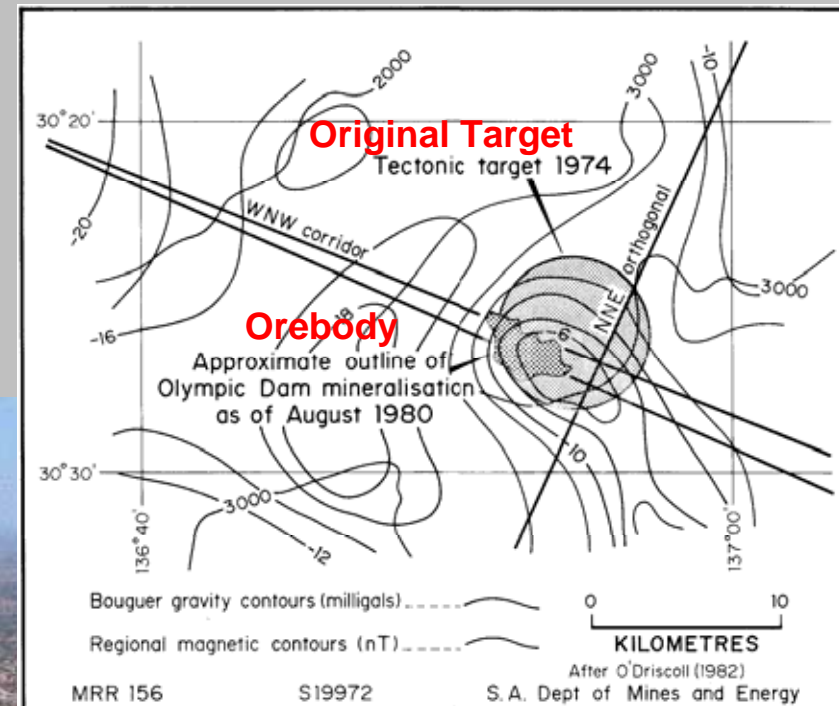 2000
3000
-10
30°20'
Original Target
Tectonic target 1974
-20
WNW corridor
NNE orthogonal
3000
-18
-16
Orebody
-6
Approximate outline of
Olympic Dam mineralisation
as of August 1980
-10
30°30'
3000
-12
136°40'
137°00'
Bouguer gravity contours (milligals)
0 10
Regional magnetic contours (nT)
KILOMETRES
After O'Driscoll (1982)
MRR 156 S19972 S.A. Dept of Mines and Energy